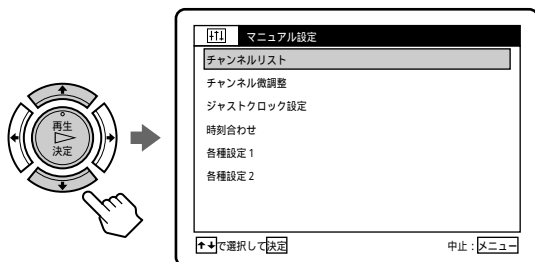 再生
決定
マニュアル設定
チャンネルリスト
チャンネル微調整
ジャストクロック設定
時刻合わせ
各種設定1
各種設定2
↑↓で選択して決定
中止：メニュー